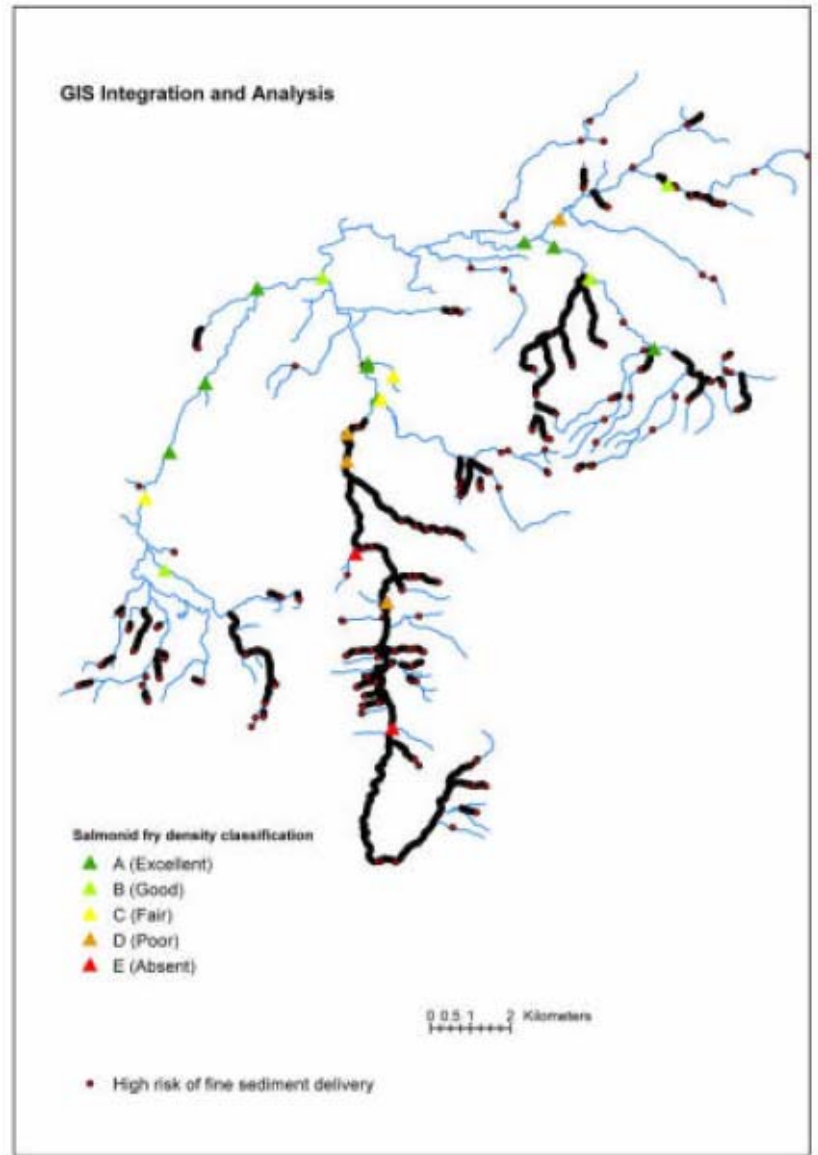 GIS Integration and Analysis
Salmonid fry density classification
A (Excellent)
B (Good)
C (Fair)
D (Poor)
E (Absent)
0 0.5 1 2 Kilometers
High risk of fine sediment delivery